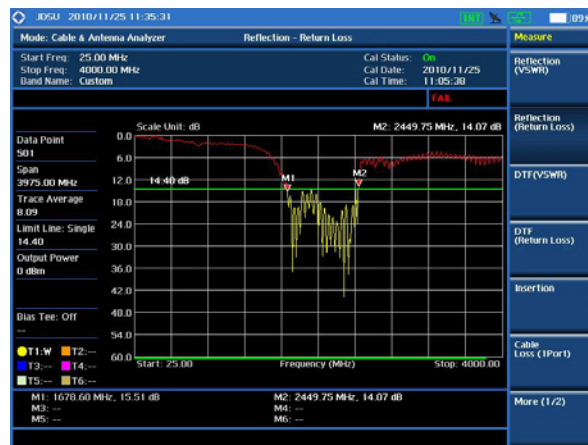 JDSU 2010/11/25 11:35:31
INT
Mode: Cable & Antenna Analyzer Reflection - Return Loss
Measure
Start Freq: 25.00 MHz
Stop Freq: 4000.00 MHz
Band Name: Custom
Cal Status: On
Cal Date: 2010/11/25
Cal Time: 11:05:38
FAIL
Reflection
(VSWR)
Reflection
(Return Loss)
DTF(VSWR)
DTF
(Return Loss)
Insertion
Cable
Loss (1Port)
More (1/2)
Data Point
501
Span
3975.00 MHz
Trace Average
8.09
Limit Line: Single
14.40
Output Power
0 dBm
Bias Tee: Off
--
T1:W T2:--
T3:-- T4:--
T5:-- T6:--
Scale Unit: dB M2: 2449.75 MHz, 14.07 dB
0.0
6.0
12.0
18.0
24.0
30.0
36.0
42.0
48.0
54.0
60.0
14.40 dB
M1
M2
Start: 25.00 Frequency (MHz) Stop: 4000.00
M1: 1678.60 MHz, 15.51 dB M2: 2449.75 MHz, 14.07 dB
M3: -- M4: --
M5: -- M6: --